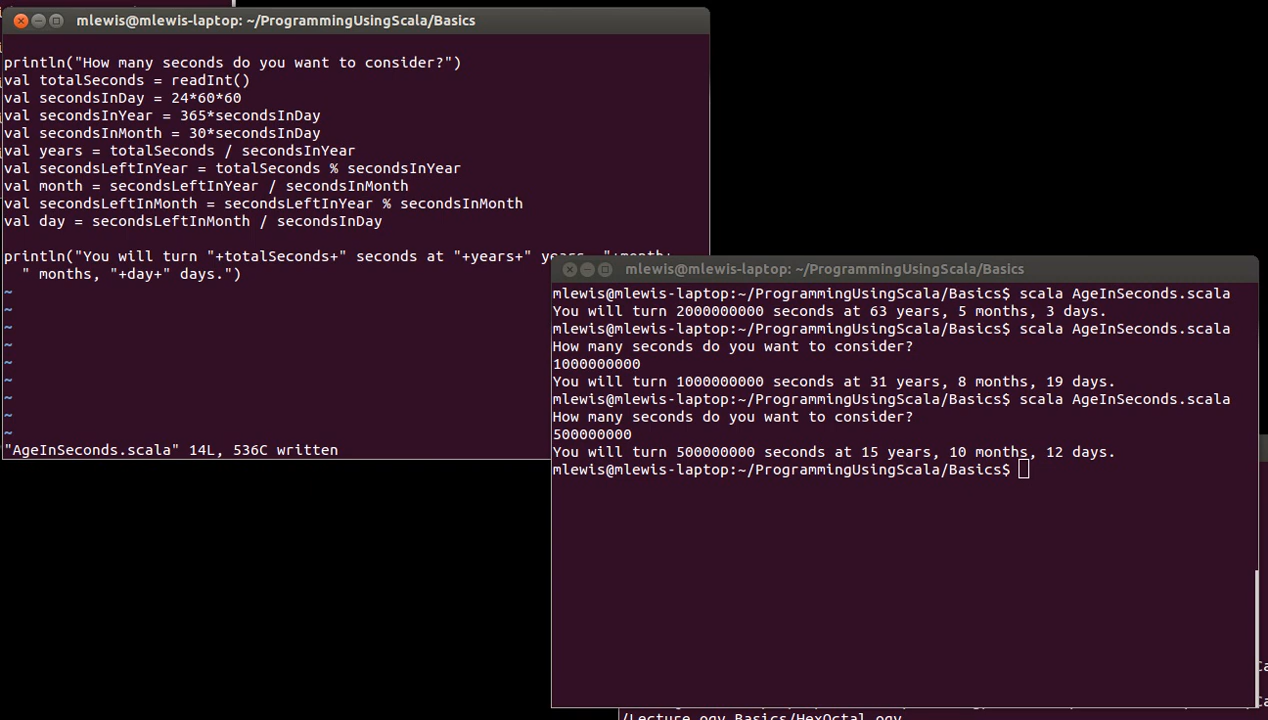 mlewis@mlewis-laptop: ~/ProgrammingUsingScala/Basics
println("How many seconds do you want to consider?")
val totalSeconds = readInt()
val secondsInDay = 24*60*60
val secondsInYear = 365*secondsInDay
val secondsInMonth = 30*secondsInDay
val years = totalSeconds / secondsInYear
val secondsLeftInYear = totalSeconds % secondsInYear
val month = secondsLeftInYear / secondsInMonth
val secondsLeftInMonth = secondsLeftInYear % secondsInMonth
val day = secondsLeftInMonth / secondsInDay
println("You will turn "+totalSeconds+" seconds at "+years+" years, "+month+
" months, "+day+" days.")
~
~
~
~
~
~
~
~
~
"AgeInSeconds.scala" 14L, 536C written
mlewis@mlewis-laptop: ~/ProgrammingUsingScala/Basics
mlewis@mlewis-laptop:~/ProgrammingUsingScala/Basics$ scala AgeInSeconds.scala
You will turn 2000000000 seconds at 63 years, 5 months, 3 days.
mlewis@mlewis-laptop:~/ProgrammingUsingScala/Basics$ scala AgeInSeconds.scala
How many seconds do you want to consider?
1000000000
You will turn 1000000000 seconds at 31 years, 8 months, 19 days.
mlewis@mlewis-laptop:~/ProgrammingUsingScala/Basics$ scala AgeInSeconds.scala
How many seconds do you want to consider?
500000000
You will turn 500000000 seconds at 15 years, 10 months, 12 days.
mlewis@mlewis-laptop:~/ProgrammingUsingScala/Basics$
/Lecture.ogv Basics/HexOctal.ogv